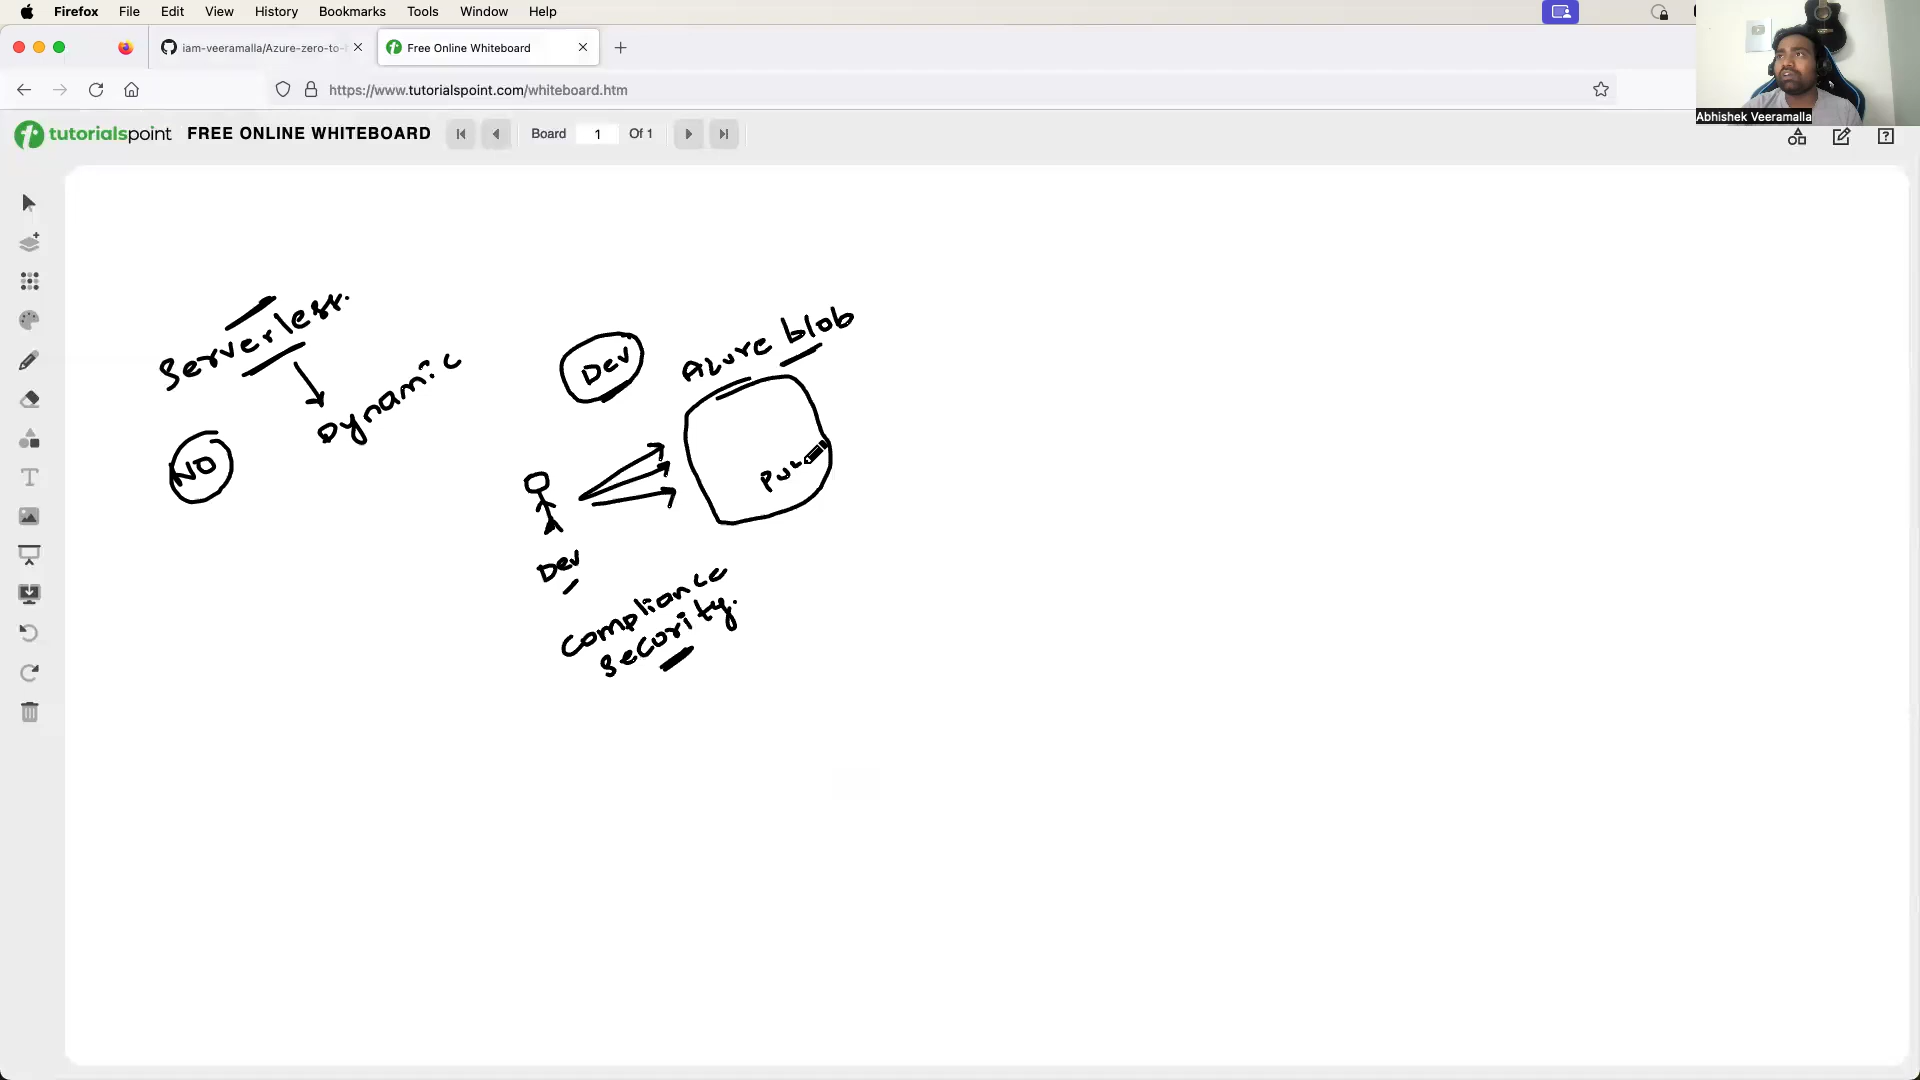 Firefox File Edit View History Bookmarks Tools Window Help
iam-veeramalla/Azure-zero-to-
Free Online Whiteboard
https://www.tutorialspoint.com/whiteboard.htm
Abhishek Veeramalla
tutorialspoint FREE ONLINE WHITEBOARD Board 1 Of 1
Serverless.
Dynamic
NO
Dev
Azure blob
Dev
Compliance
Security.